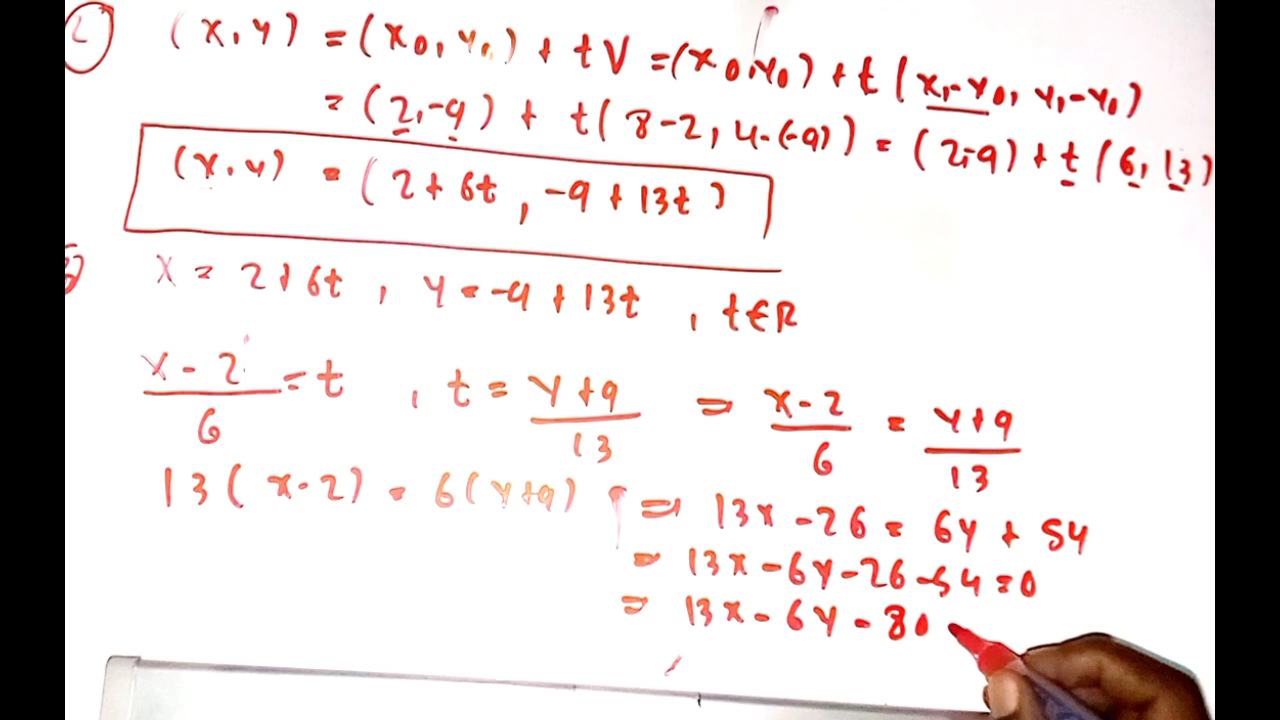 2) (x, y) = (x0, y0) + tV = (x0, y0) + t(x1-x0, y1-y0)
= (2, -9) + t(8-2, 4-(-9)) = (2,-9) + t(6, 13)
(x, y) = (2+6t, -9+13t)
x = 2+6t, y = -9+13t, t∈R
x-2/6 = t, t = y+9/13 ⇒ x-2/6 = y+9/13
13(x-2) = 6(y+9) ⇒ 13x-26 = 6y+54
= 13x-6y-26-54=0
= 13x-6y-80